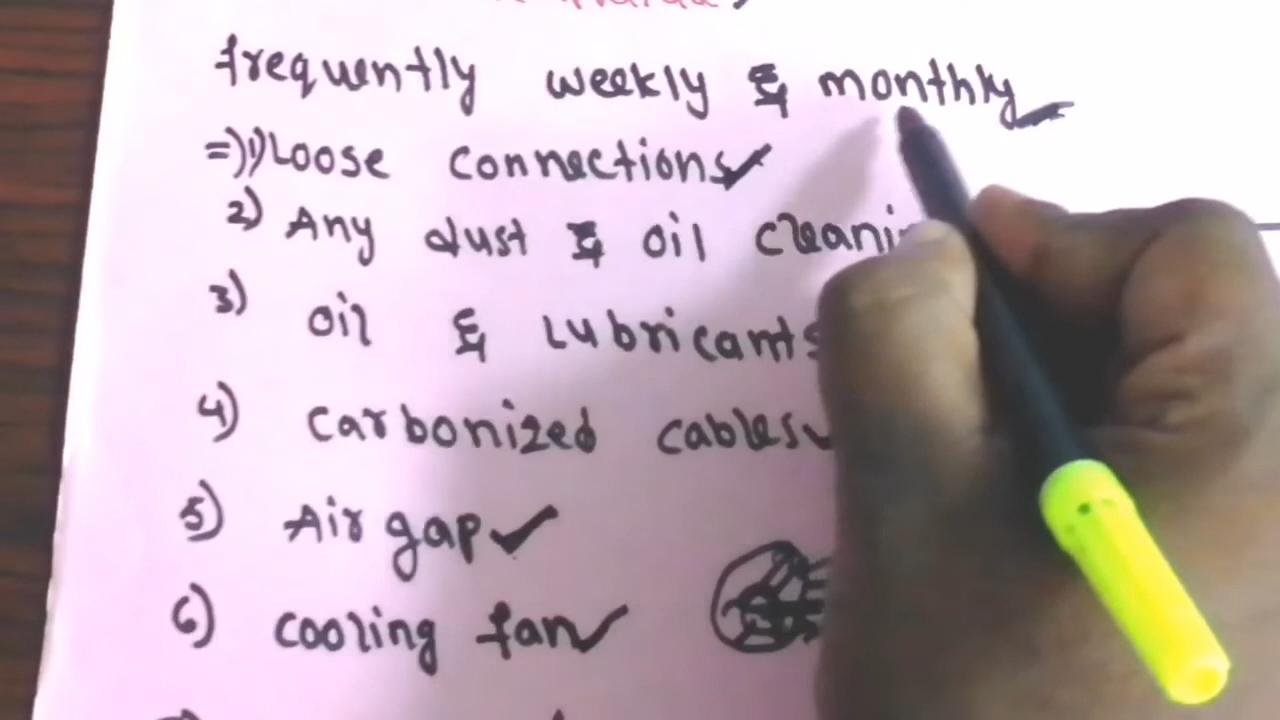 frequently weekly & monthly
=) 1) Loose connections
2) Any dust & oil
3) oil & Lubricants
4) carbonized cables
5) Air gap
6) cooling fan